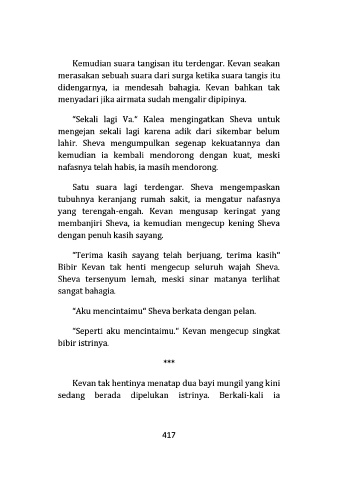 Kemudian suara tangisan itu terdengar. Kevan seakan
merasakan sebuah suara dari surga ketika suara tangis itu
didengarnya, ia mendesah bahagia. Kevan bahkan tak
menyadari jika airmata sudah mengalir dipipinya.
"Sekali lagi Va." Kalea mengingatkan Sheva untuk
mengejan sekali lagi karena adik dari sikembar belum
lahir. Sheva mengumpulkan segenap kekuatannya dan
kemudian ia kembali mendorong dengan kuat, meski
nafasnya telah habis, ia masih mendorong.
Satu suara lagi terdengar. Sheva mengempaskan
tubuhnya keranjang rumah sakit, ia mengatur nafasnya
yang terengah-engah. Kevan mengusap keringat yang
membanjiri Sheva, ia kemudian mengecup kening Sheva
dengan penuh kasih sayang.
"Terima kasih sayang telah berjuang, terima kasih"
Bibir Kevan tak henti mengecup seluruh wajah Sheva.
Sheva tersenyum lemah, meski sinar matanya terlihat
sangat bahagia.
"Aku mencintaimu" Sheva berkata dengan pelan.
"Seperti aku mencintaimu." Kevan mengecup singkat
bibir istrinya.
***
Kevan tak hentinya menatap dua bayi mungil yang kini
sedang berada dipelukan istrinya. Berkali-kali ia
417